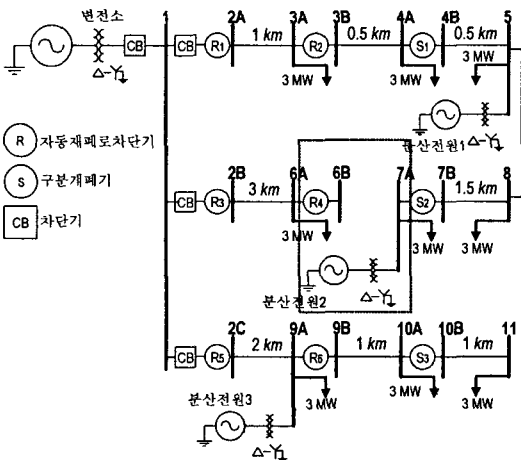 변전소
1 2A 3A 3B 4A 4B 5
CB CB R1 1 km R2 0.5 km S1 0.5 km
Δ-Y
3 MW 3 MW 3 MW
분산전원1 Δ-Y
R 자동재폐로차단기
S 구분개폐기
CB 차단기
2B 6A 6B 7A 7B 8
CB R3 3 km R4 S2 1.5 km
3 MW 3 MW 3 MW
분산전원2 Δ-Y
2C 9A 9B 10A 10B 11
CB R5 2 km R6 1 km S3 1 km
3 MW 3 MW 3 MW
분산전원3
Δ-Y